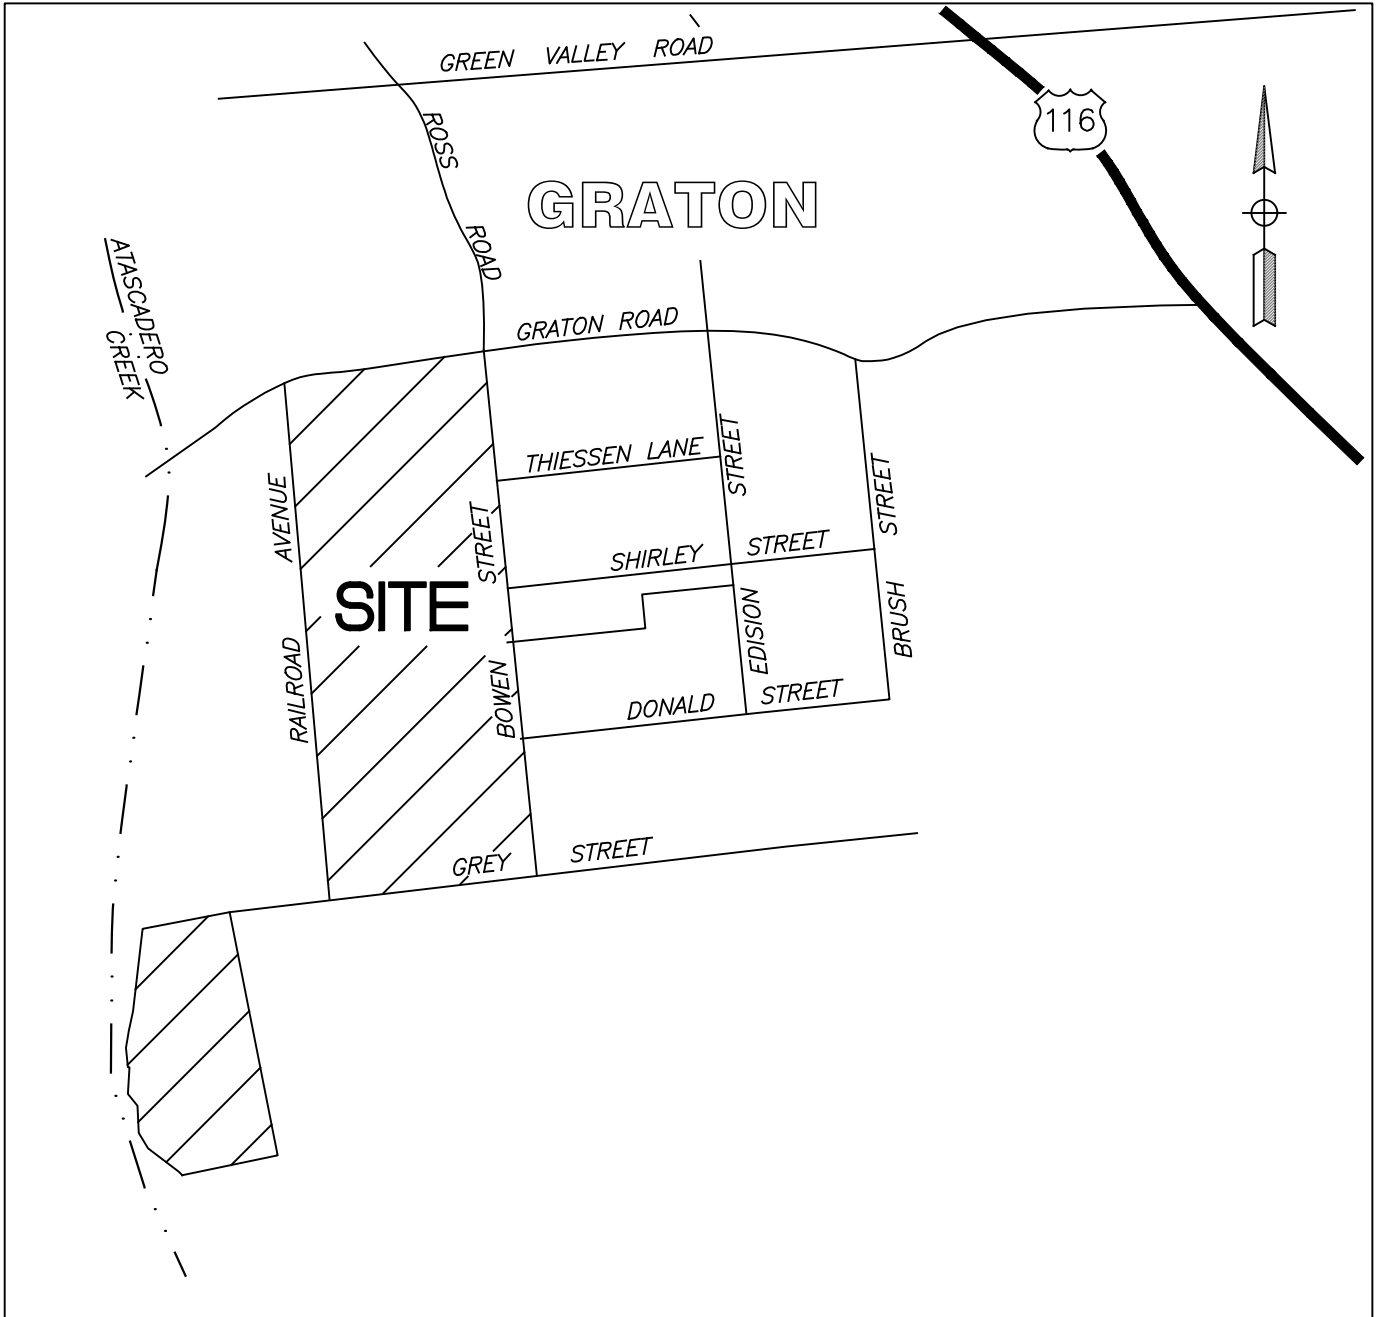 GREEN VALLEY ROAD
116
ROSS ROAD
GRATON
ATASCADERO
CREEK
GRATON ROAD
THIESSEN LANE
STREET
STREET
AVENUE
STREET
SHIRLEY STREET
SITE
EDISION
BRUSH
RAILROAD
BOWEN
DONALD STREET
GREY STREET